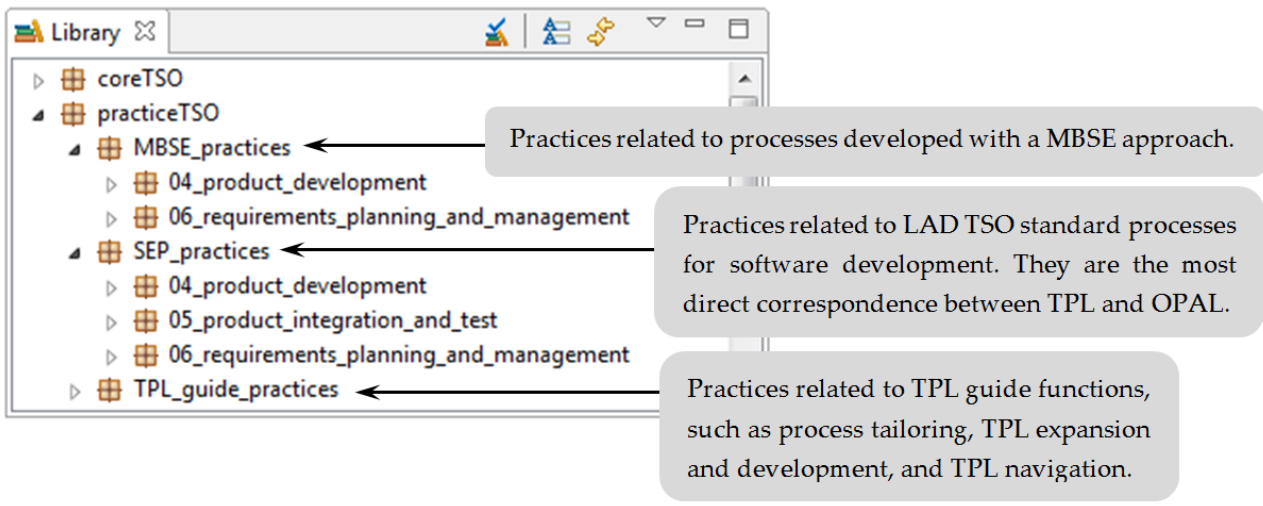 Library
coreTSO
practiceTSO
MBSE_practices
Practices related to processes developed with a MBSE approach.
04_product_development
06_requirements_planning_and_management
SEP_practices
Practices related to LAD TSO standard processes
for software development. They are the most
direct correspondence between TPL and OPAL.
04_product_development
05_product_integration_and_test
06_requirements_planning_and_management
TPL_guide_practices
Practices related to TPL guide functions,
such as process tailoring, TPL expansion
and development, and TPL navigation.